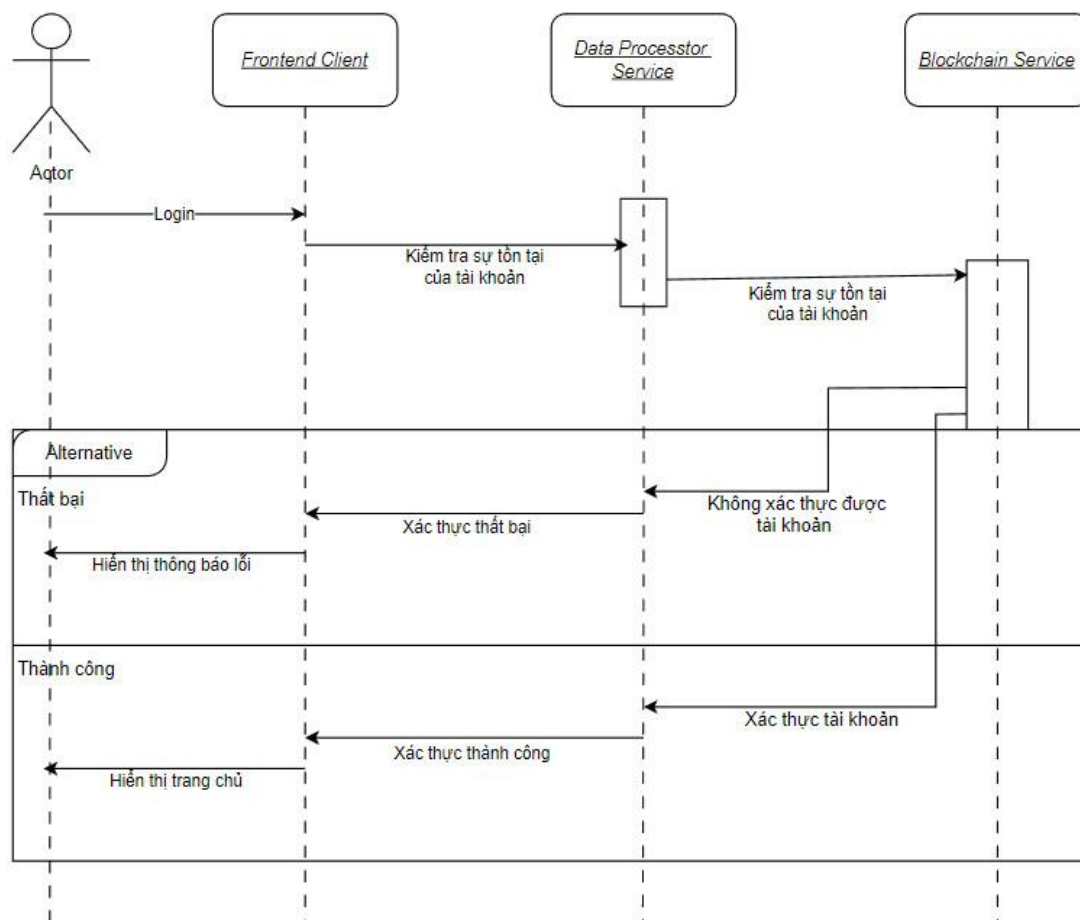 Frontend Client
Data Processtor
Service
Blockchain Service
Actor
Login
Kiểm tra sự tồn tại
của tài khoản
Kiểm tra sự tồn tại
của tài khoản
Alternative
Thất bại
Không xác thực được
tài khoản
Xác thực thất bại
Hiển thị thông báo lỗi
Thành công
Xác thực tài khoản
Xác thực thành công
Hiển thị trang chủ